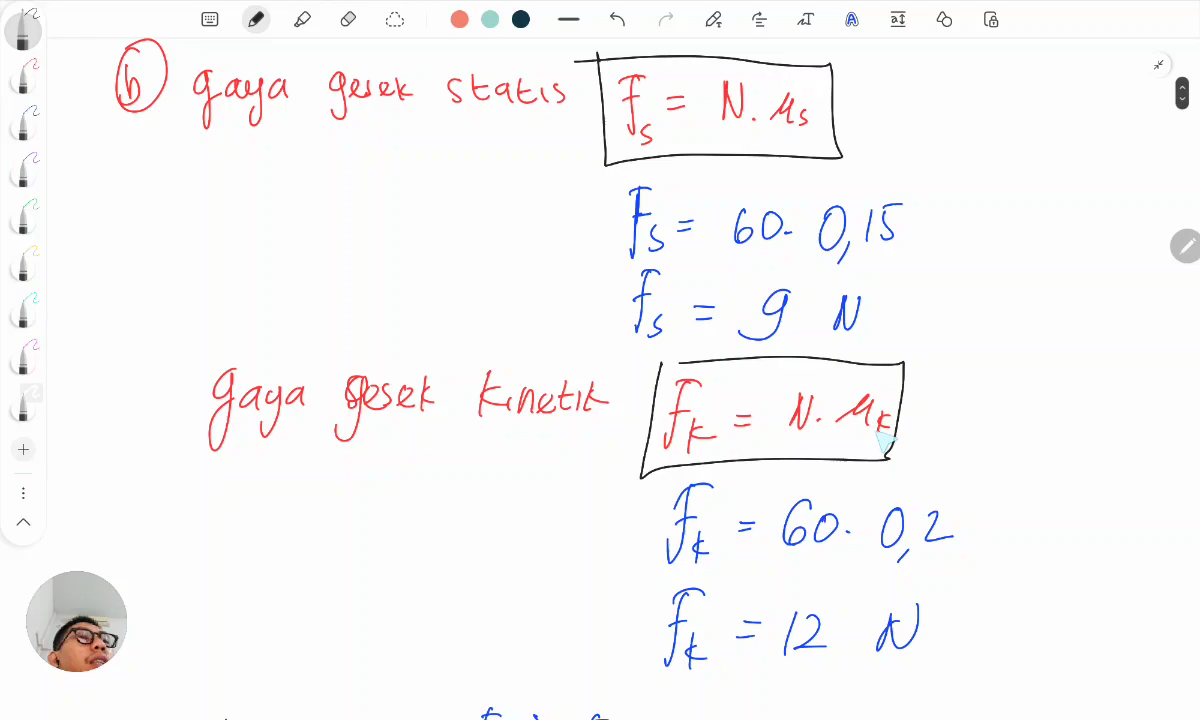 b gaya gesek statis fs = N. μs
Fs = 60. 0,15
fs = 9 N
gaya gesek kinetik fk = N. μk
fk = 60. 0,2
fk = 12 N